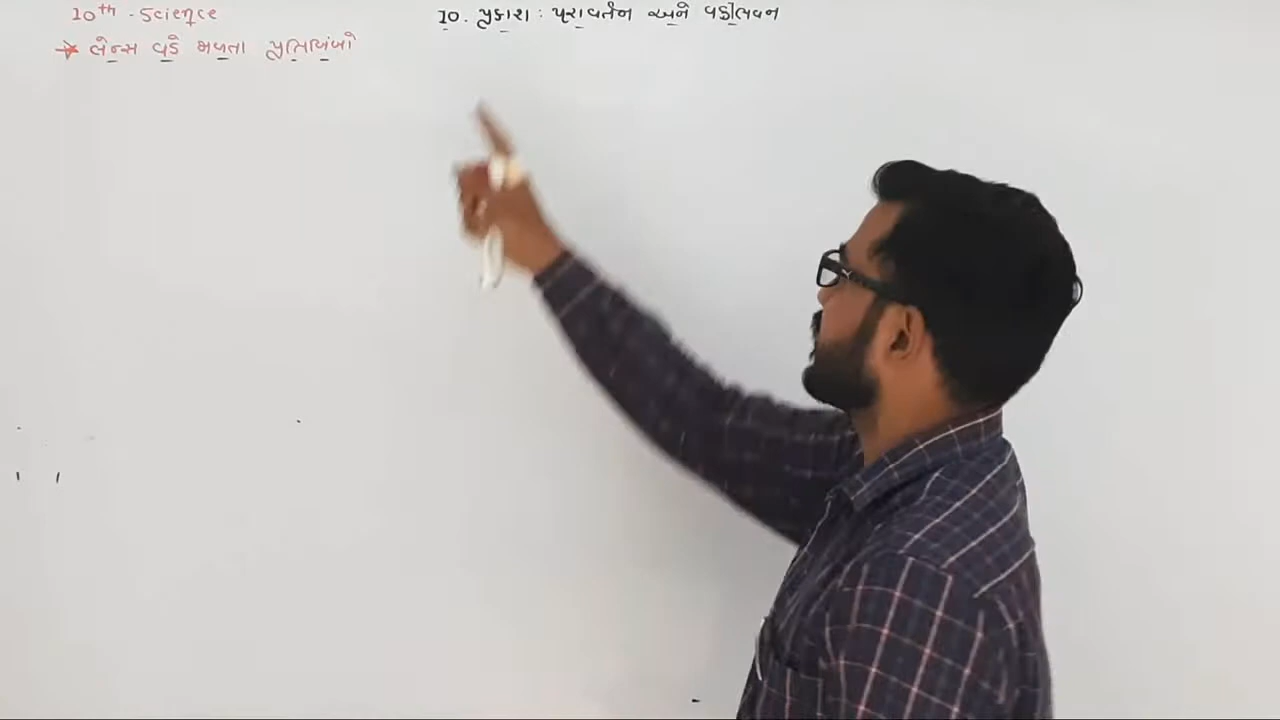 10th - Science
10. પ્રકાશ : પરાવર્તન અને વક્રીભવન
★ લેન્સ વડે મળતા પ્રતિબિંબો